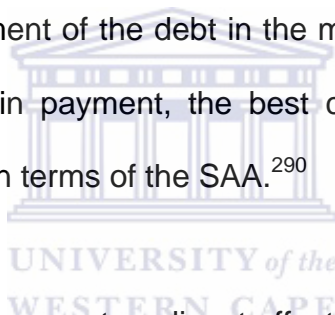 ment of the debt in the m
in payment, the best c
n terms of the SAA.²⁹⁰
UNIVERSITY of the
WESTERN CAPE